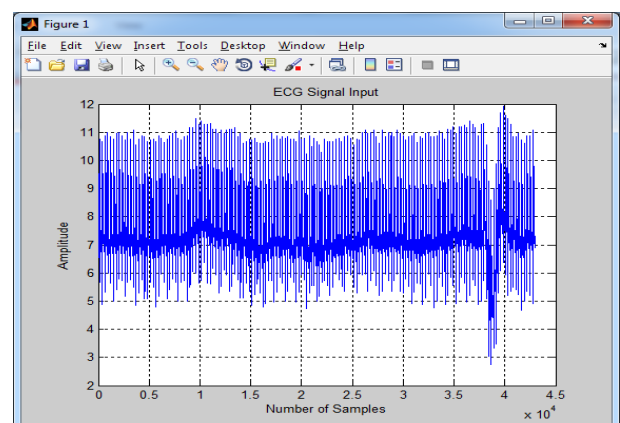 Figure 1
File Edit View Insert Tools Desktop Window Help
ECG Signal Input
12
11
10
9
8
7
6
5
4
3
2
Amplitude
0 0.5 1 1.5 2 2.5 3 3.5 4 4.5
Number of Samples
x 10^4